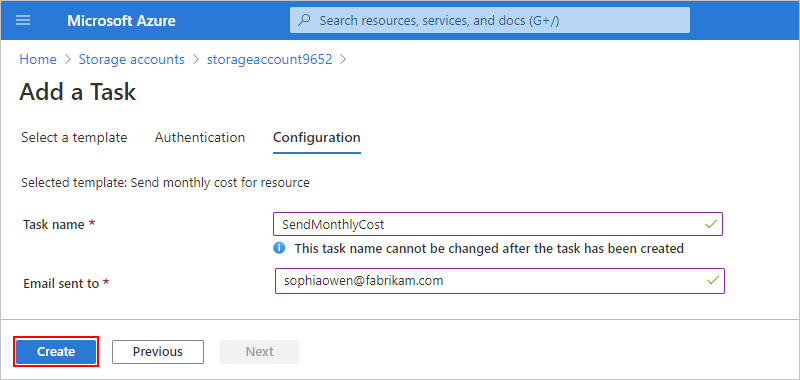 Microsoft Azure
Search resources, services, and docs (G+/)
Home > Storage accounts > storageaccount9652 >
Add a Task
Select a template Authentication Configuration
Selected template: Send monthly cost for resource
Task name * SendMonthlyCost
This task name cannot be changed after the task has been created
Email sent to * sophiaowen@fabrikam.com
Create Previous Next